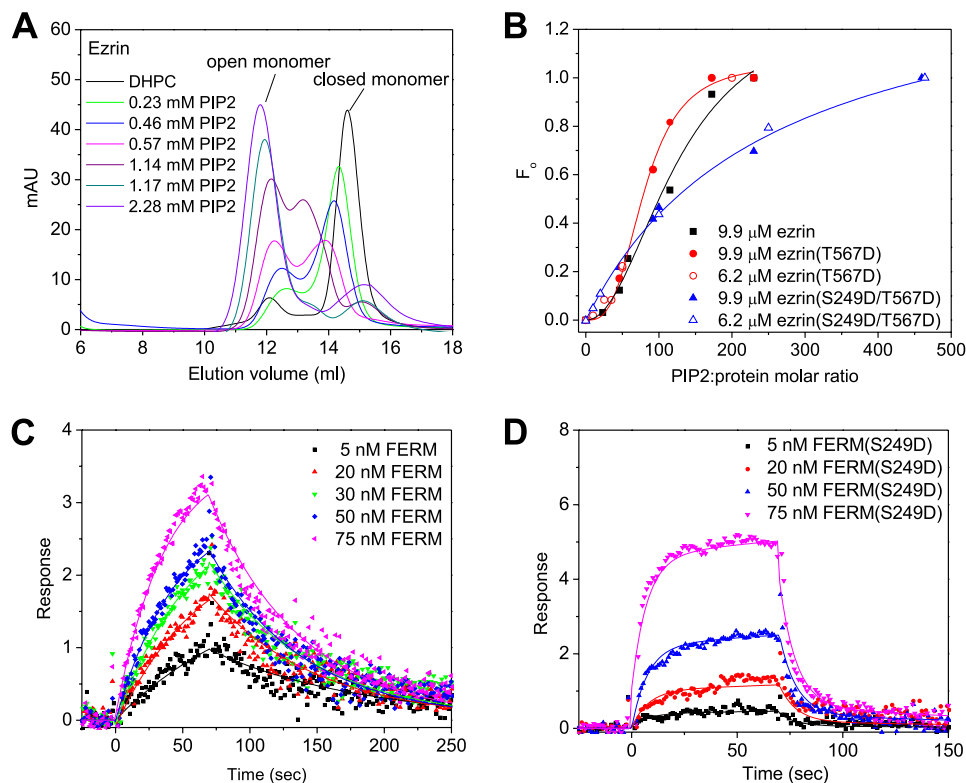 A
Ezrin
DHPC
0.23 mM PIP2
0.46 mM PIP2
0.57 mM PIP2
1.14 mM PIP2
1.17 mM PIP2
2.28 mM PIP2
open monomer
closed monomer
60
50
40
30
20
10
0
mAU
6 8 10 12 14 16 18
Elution volume (ml)
B
1.2
1.0
0.8
0.6
0.4
0.2
0.0
Fo
9.9 μM ezrin
9.9 μM ezrin(T567D)
6.2 μM ezrin(T567D)
9.9 μM ezrin(S249D/T567D)
6.2 μM ezrin(S249D/T567D)
0 100 200 300 400 500
PIP2:protein molar ratio
C
4
3
2
1
0
Response
5 nM FERM
20 nM FERM
30 nM FERM
50 nM FERM
75 nM FERM
0 50 100 150 200 250
Time (sec)
D
8
6
4
2
0
Response
5 nM FERM(S249D)
20 nM FERM(S249D)
50 nM FERM(S249D)
75 nM FERM(S249D)
0 50 100 150
Time (sec)